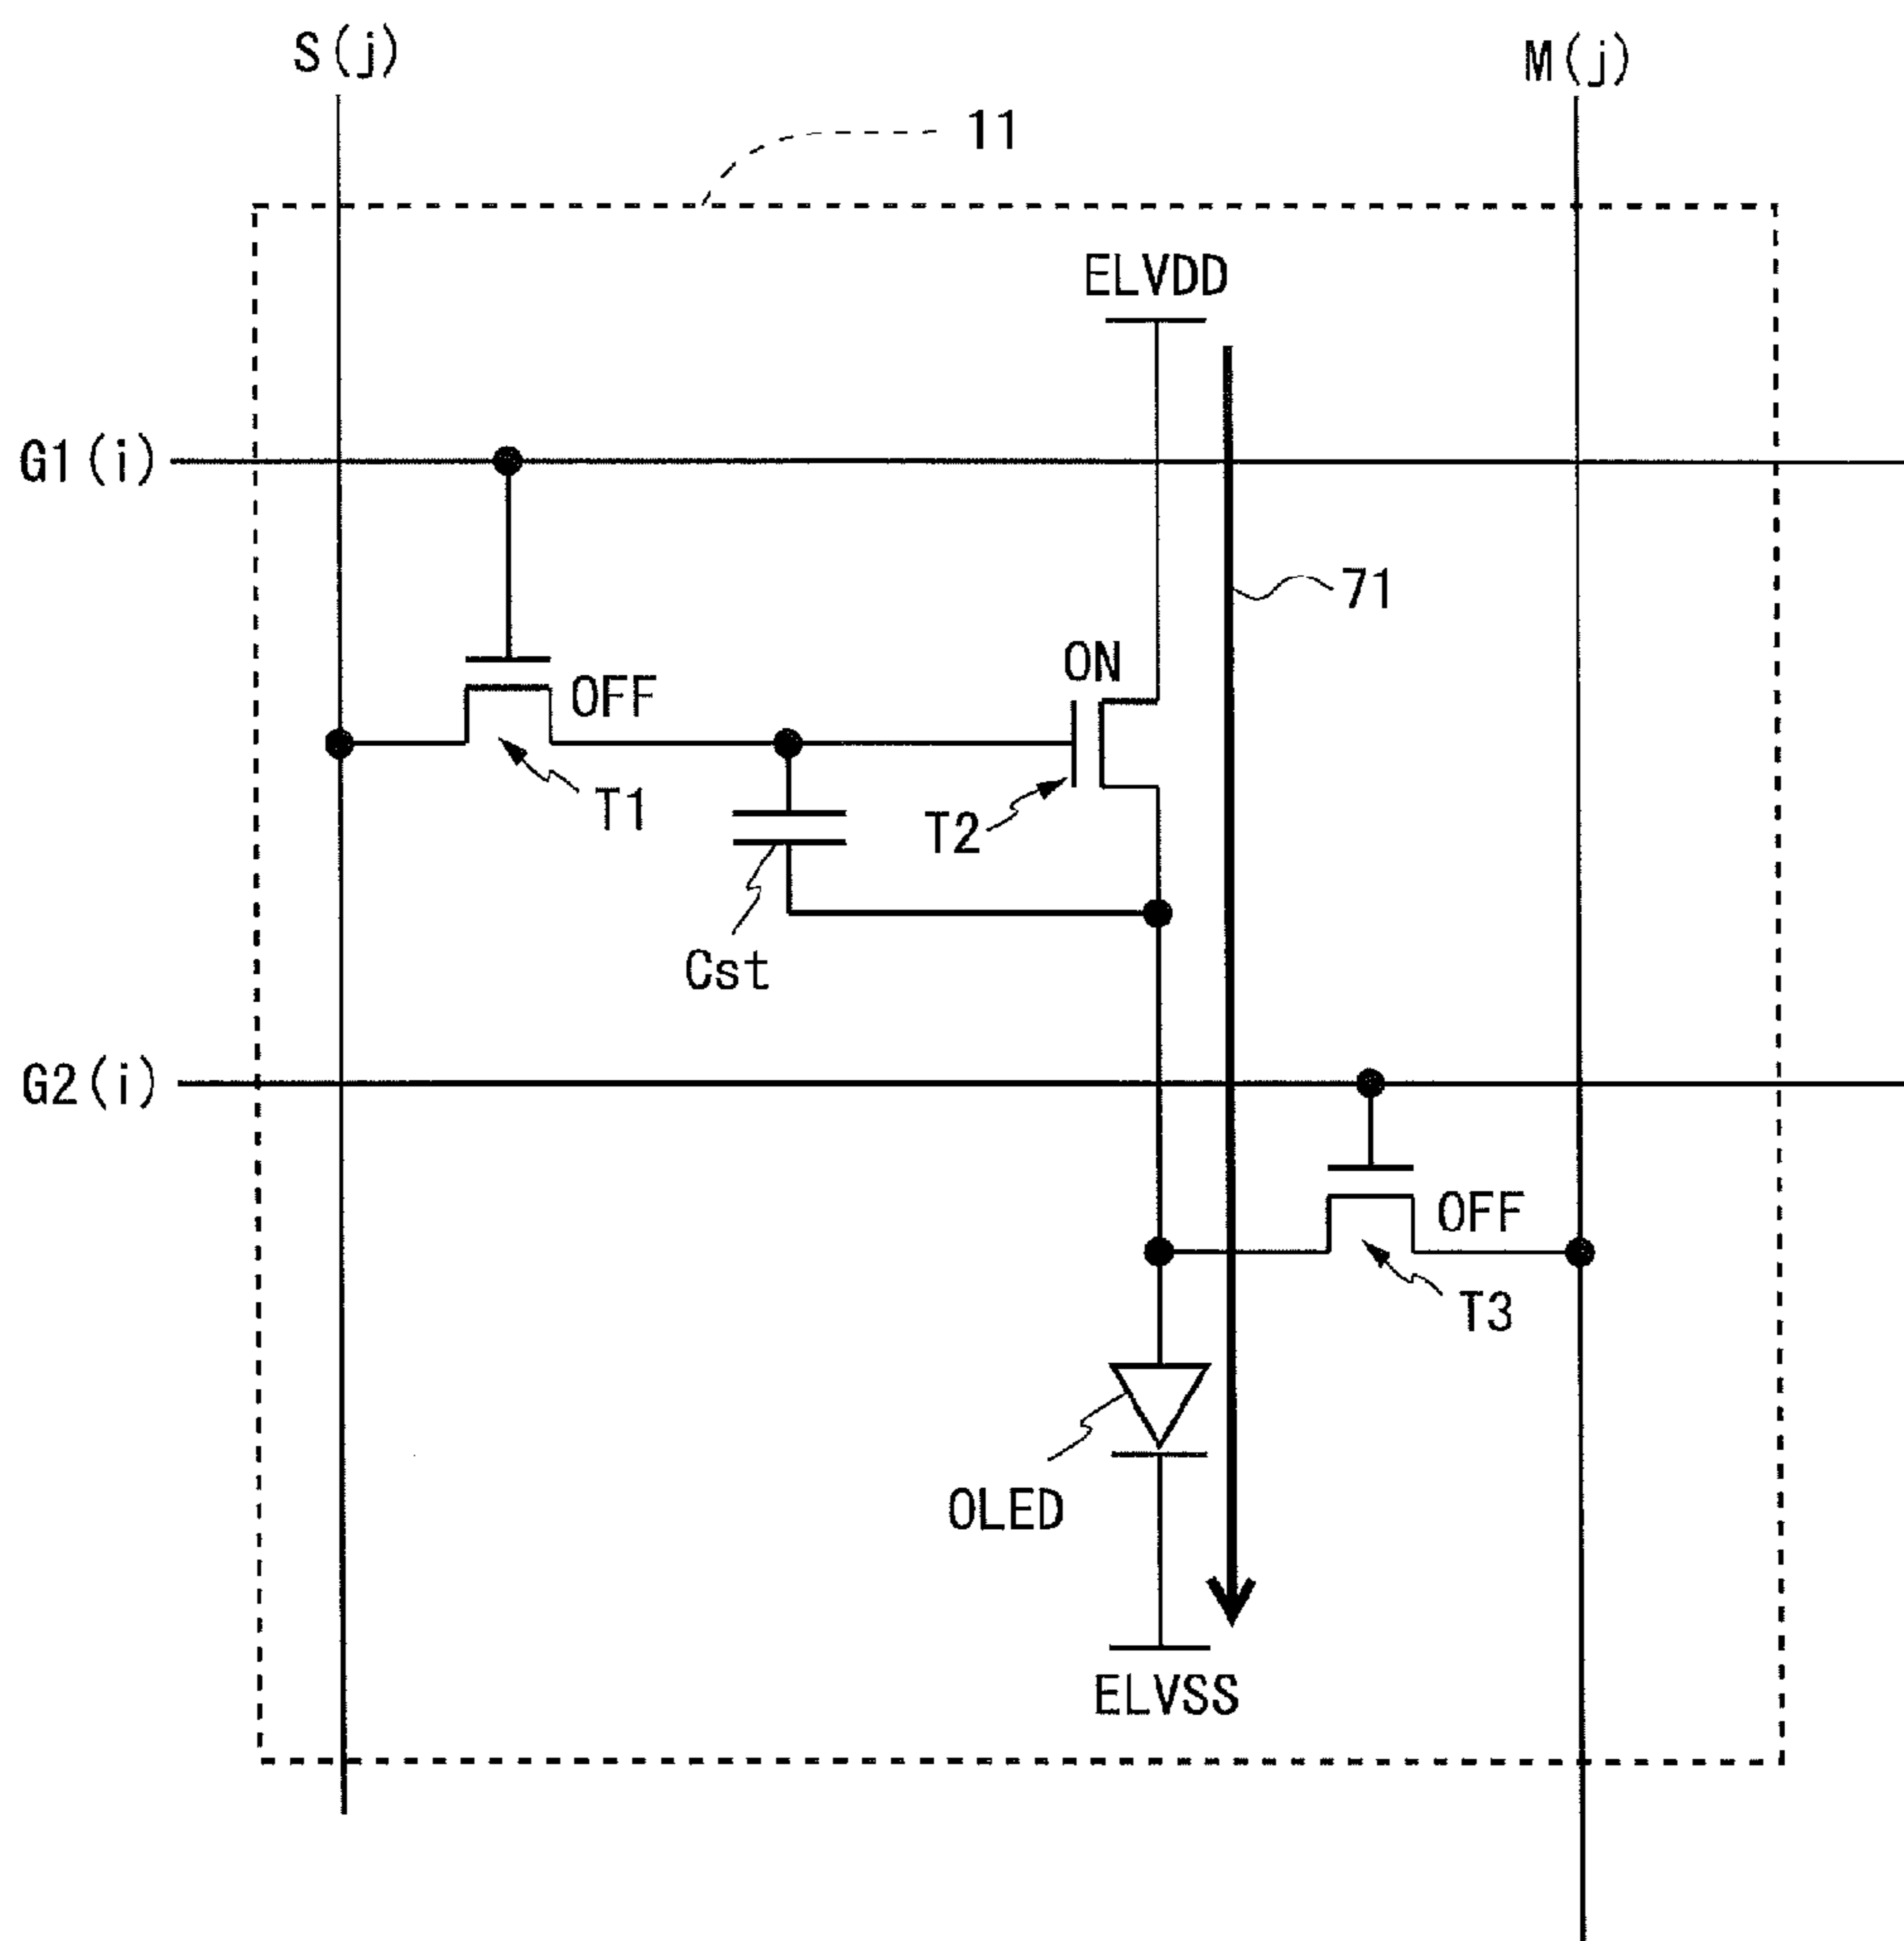 S(j)
M(j)
11
ELVDD
G1(i)
71
ON
OFF
T1
T2
Cst
G2(i)
OFF
T3
OLED
ELVSS